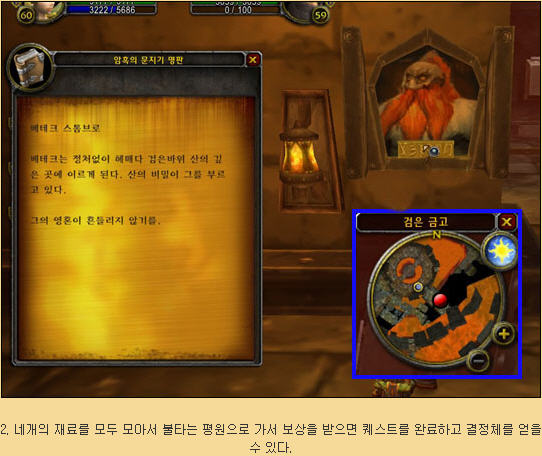 60
3222 / 5686
0 / 100
59
암흑의 문지기 명판
베테크 스톰브로
베테크는 정처없이 헤매다 검은바위 산의 깊
은 곳에 이르게 된다. 산의 비밀이 그를 부르
고 있다.
그의 영혼이 흔들리지 않기를.
검은 금고
N
2. 네개의 재료를 모두 모아서 불타는 평원으로 가서 보상을 받으면 퀘스트를 완료하고 결정체를 얻을
수 있다.